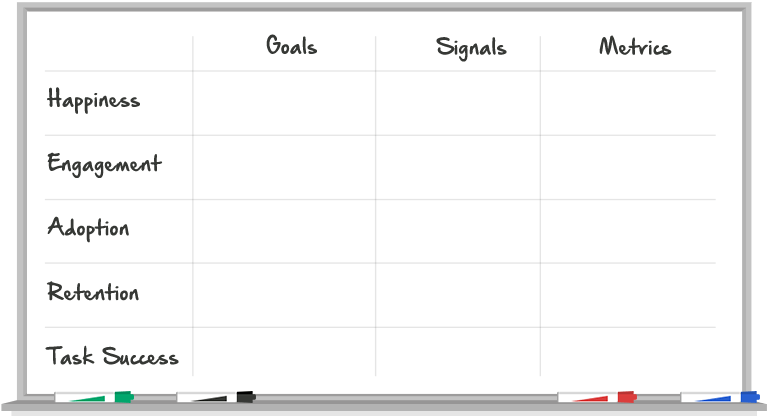 Goals Signals Metrics
Happiness
Engagement
Adoption
Retention
Task Success